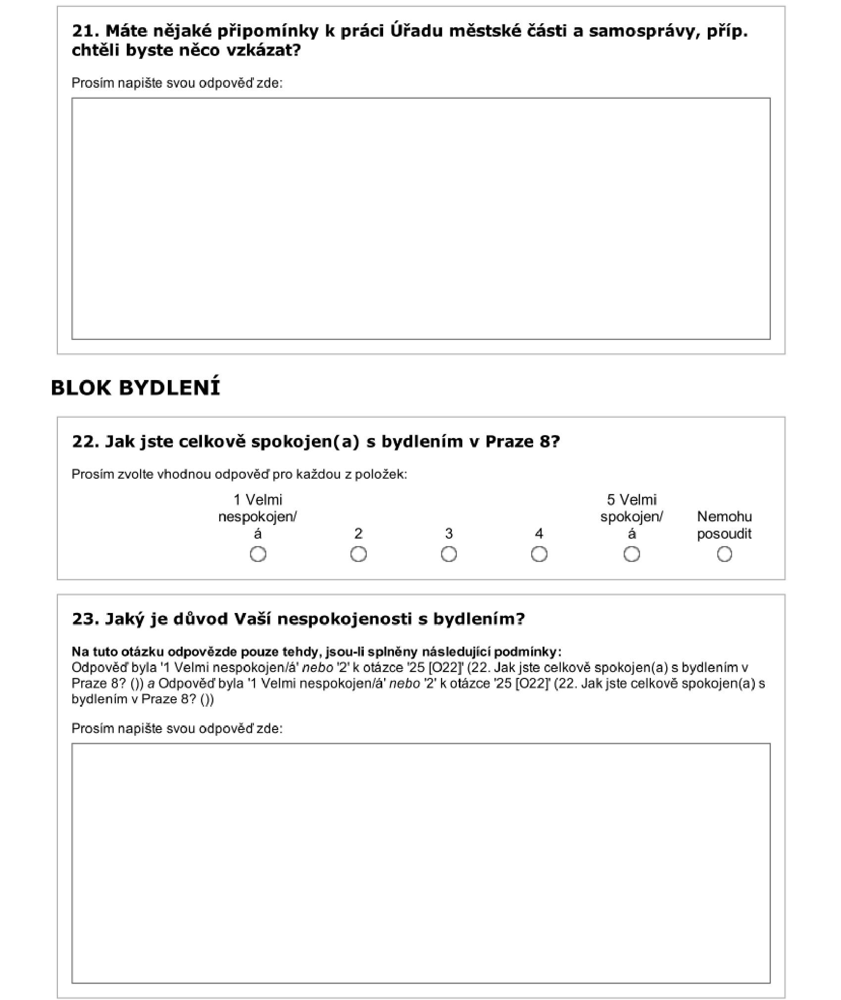 21. Máte nějaké připomínky k práci Úřadu městské části a samosprávy, příp.
chtěli byste něco vzkázat?
Prosím napište svou odpověď zde:
BLOK BYDLENÍ
22. Jak jste celkově spokojen(a) s bydlením v Praze 8?
Prosím zvolte vhodnou odpověď pro každou z položek:
1 Velmi
nespokojen/
á
2
3
4
5 Velmi
spokojen/
á
Nemohu
posoudit
23. Jaký je důvod Vaší nespokojenosti s bydlením?
Na tuto otázku odpovězde pouze tehdy, jsou-li splněny následující podmínky:
Odpověď byla '1 Velmi nespokojen/á' nebo '2' k otázce '25 [O22]' (22. Jak jste celkově spokojen(a) s bydlením v
Praze 8? ()) a Odpověď byla '1 Velmi nespokojen/á' nebo '2' k otázce '25 [O22]' (22. Jak jste celkově spokojen(a) s
bydlením v Praze 8? ())
Prosím napište svou odpověď zde: